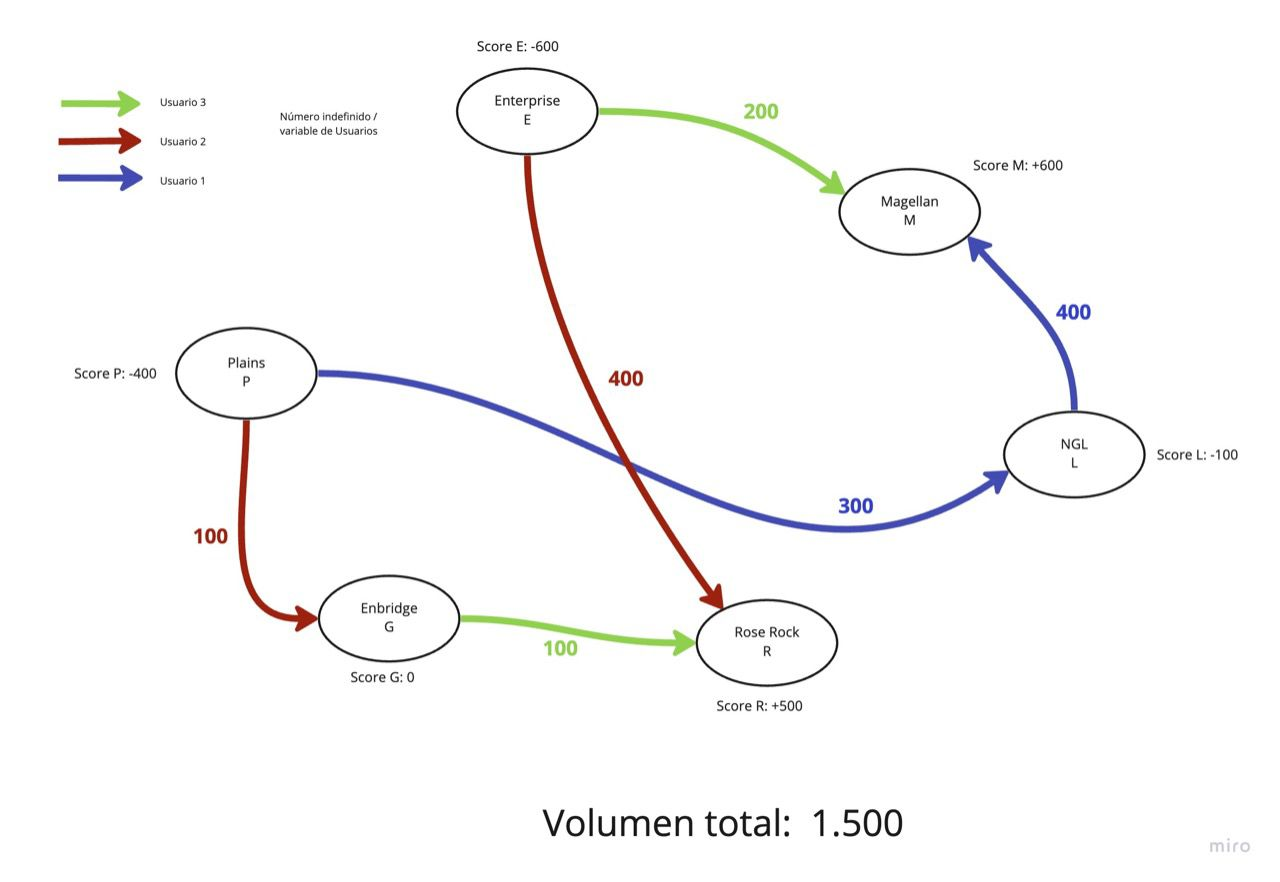 Score E: -600
Usuario 3
Usuario 2
Usuario 1
Número indefinido /
variable de Usuarios
Enterprise
E
200
Score M: +600
Magellan
M
400
Plains
P
Score P: -400
400
NGL
L
Score L: -100
300
100
Enbridge
G
Score G: 0
100
Rose Rock
R
Score R: +500
Volumen total: 1.500
miro